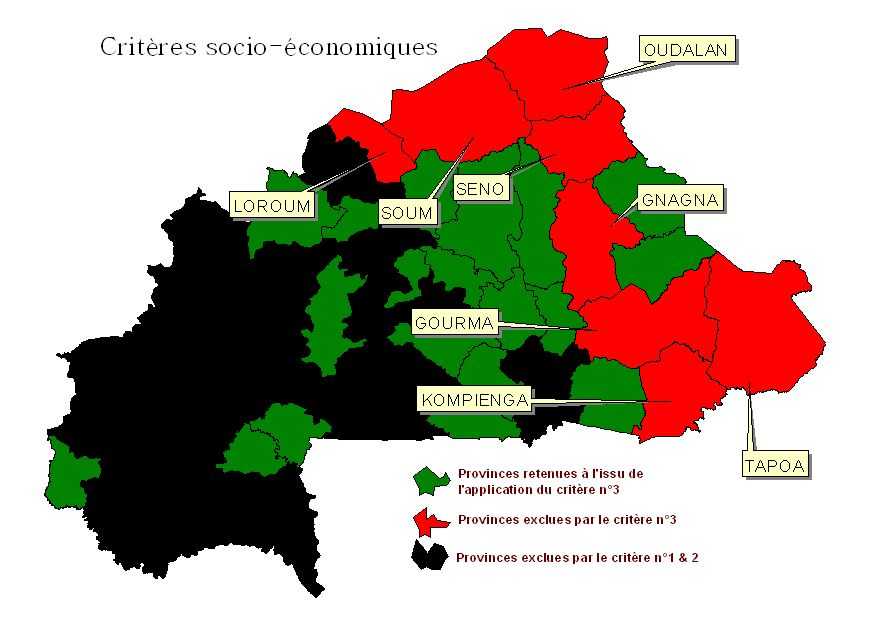 Critères socio-économiques
OUDALAN
SENO
GNAGNA
LOROUM
SOUM
GOURMA
KOMPIENGA
TAPOA
Provinces retenues à l'issu de
l'application du critère n°3
Provinces exclues par le critère n°3
Provinces exclues par le critère n°1 & 2